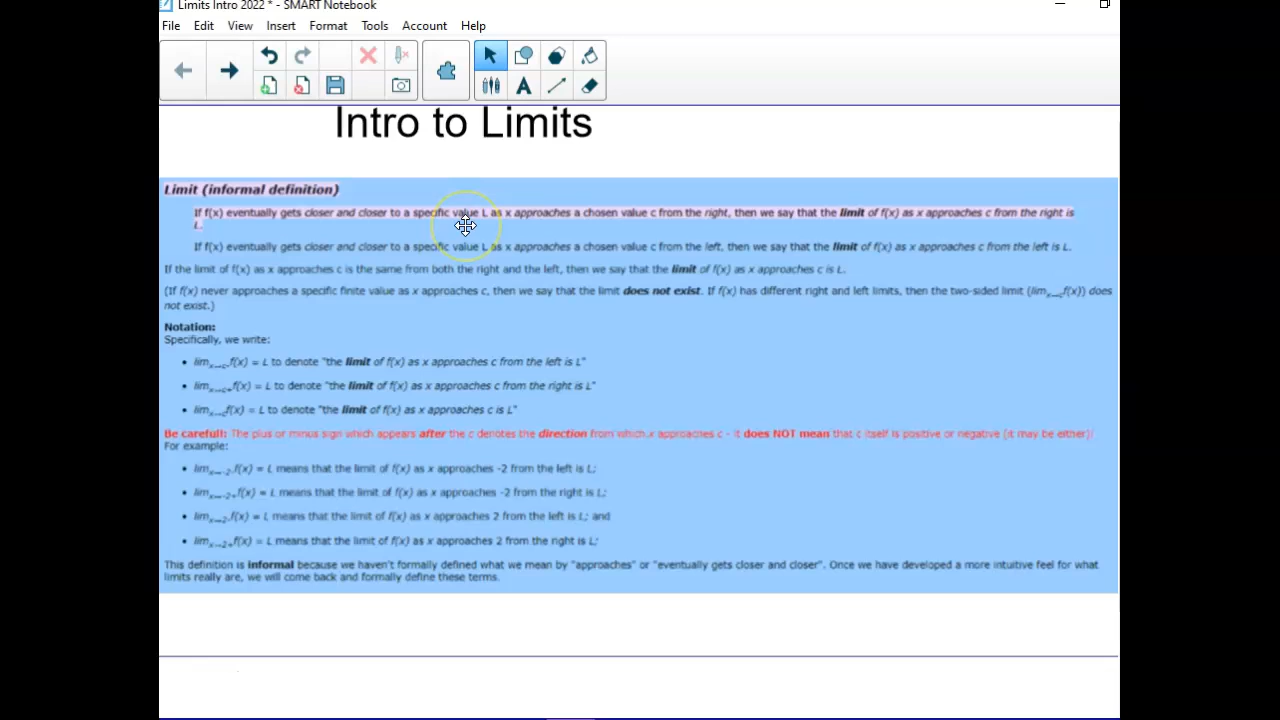 Limits Intro 2022 * - SMART Notebook
File Edit View Insert Format Tools Account Help
Intro to Limits
Limit (informal definition)
If f(x) eventually gets closer and closer to a specific value L as x approaches a chosen value c from the right, then we say that the limit of f(x) as x approaches c from the right is
L.
If f(x) eventually gets closer and closer to a specific value L as x approaches a chosen value c from the left, then we say that the limit of f(x) as x approaches c from the left is L.
If the limit of f(x) as x approaches c is the same from both the right and the left, then we say that the limit of f(x) as x approaches c is L.
(If f(x) never approaches a specific finite value as x approaches c, then we say that the limit does not exist. If f(x) has different right and left limits, then the two-sided limit (lim x→c f(x)) does
not exist.)
Notation:
Specifically, we write:
• lim x→c- f(x) = L to denote "the limit of f(x) as x approaches c from the left is L"
• lim x→c+ f(x) = L to denote "the limit of f(x) as x approaches c from the right is L"
• lim x→c f(x) = L to denote "the limit of f(x) as x approaches c is L"
Be careful! The plus or minus sign which appears after the c denotes the direction from which x approaches c - it does NOT mean that c itself is positive or negative (it may be either)!
For example:
• lim x→-2- f(x) = L means that the limit of f(x) as x approaches -2 from the left is L;
• lim x→-2+ f(x) = L means that the limit of f(x) as x approaches -2 from the right is L;
• lim x→2- f(x) = L means that the limit of f(x) as x approaches 2 from the left is L; and
• lim x→2+ f(x) = L means that the limit of f(x) as x approaches 2 from the right is L;
This definition is informal because we haven't formally defined what we mean by "approaches" or "eventually gets closer and closer". Once we have developed a more intuitive feel for what
limits really are, we will come back and formally define these terms.